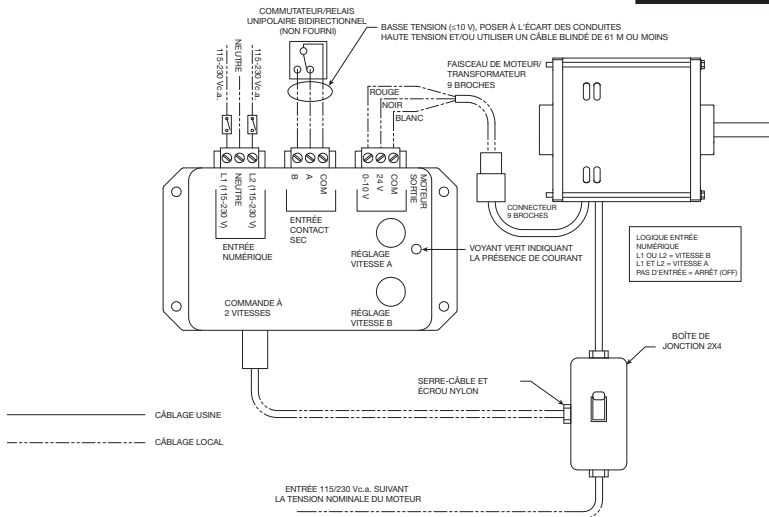 COMMUTATEUR/RELAIS
UNIPOLAIRE BIDIRECTIONNEL
(NON FOURNI)
BASSE TENSION (≤10 V), POSER À L'ÉCART DES CONDUITES
HAUTE TENSION ET/OU UTILISER UN CÂBLE BLINDÉ DE 61 M OU MOINS
115~230 Vc.a.
NEUTRE
115~230 Vc.a.
FAISCEAU DE MOTEUR/
TRANSFORMATEUR
9 BROCHES
ROUGE
NOIR
BLANC
L1 (115~230 V)
NEUTRE
L2 (115~230 V)
B
A
COM
0-10 V
24 V
COM
MOTEUR
SORTIE
ENTRÉE
NUMÉRIQUE
ENTRÉE
CONTACT
SEC
CONNECTEUR
9 BROCHES
RÉGLAGE
VITESSE A
VOYANT VERT INDIQUANT
LA PRÉSENCE DE COURANT
LOGIQUE ENTRÉE
NUMÉRIQUE
L1 OU L2 = VITESSE B
L1 ET L2 = VITESSE A
PAS D'ENTRÉE = ARRÊT (OFF)
COMMANDE À
2 VITESSES
RÉGLAGE
VITESSE B
BOÎTE DE
JONCTION 2X4
SERRE-CÂBLE ET
ÉCROU NYLON
CÂBLAGE USINE
CÂBLAGE LOCAL
ENTRÉE 115/230 Vc.a. SUIVANT
LA TENSION NOMINALE DU MOTEUR